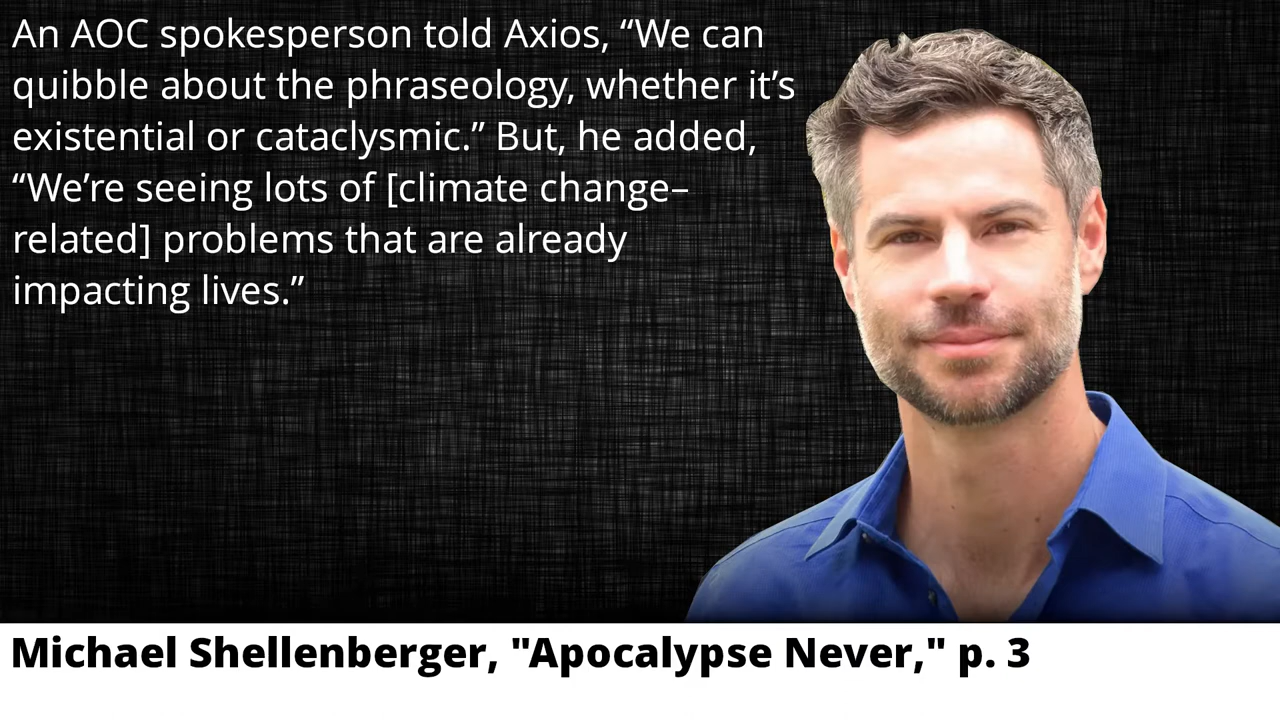 An AOC spokesperson told Axios, “We can
quibble about the phraseology, whether it’s
existential or cataclysmic.” But, he added,
“We’re seeing lots of [climate change–
related] problems that are already
impacting lives.”
Michael Shellenberger, "Apocalypse Never," p. 3